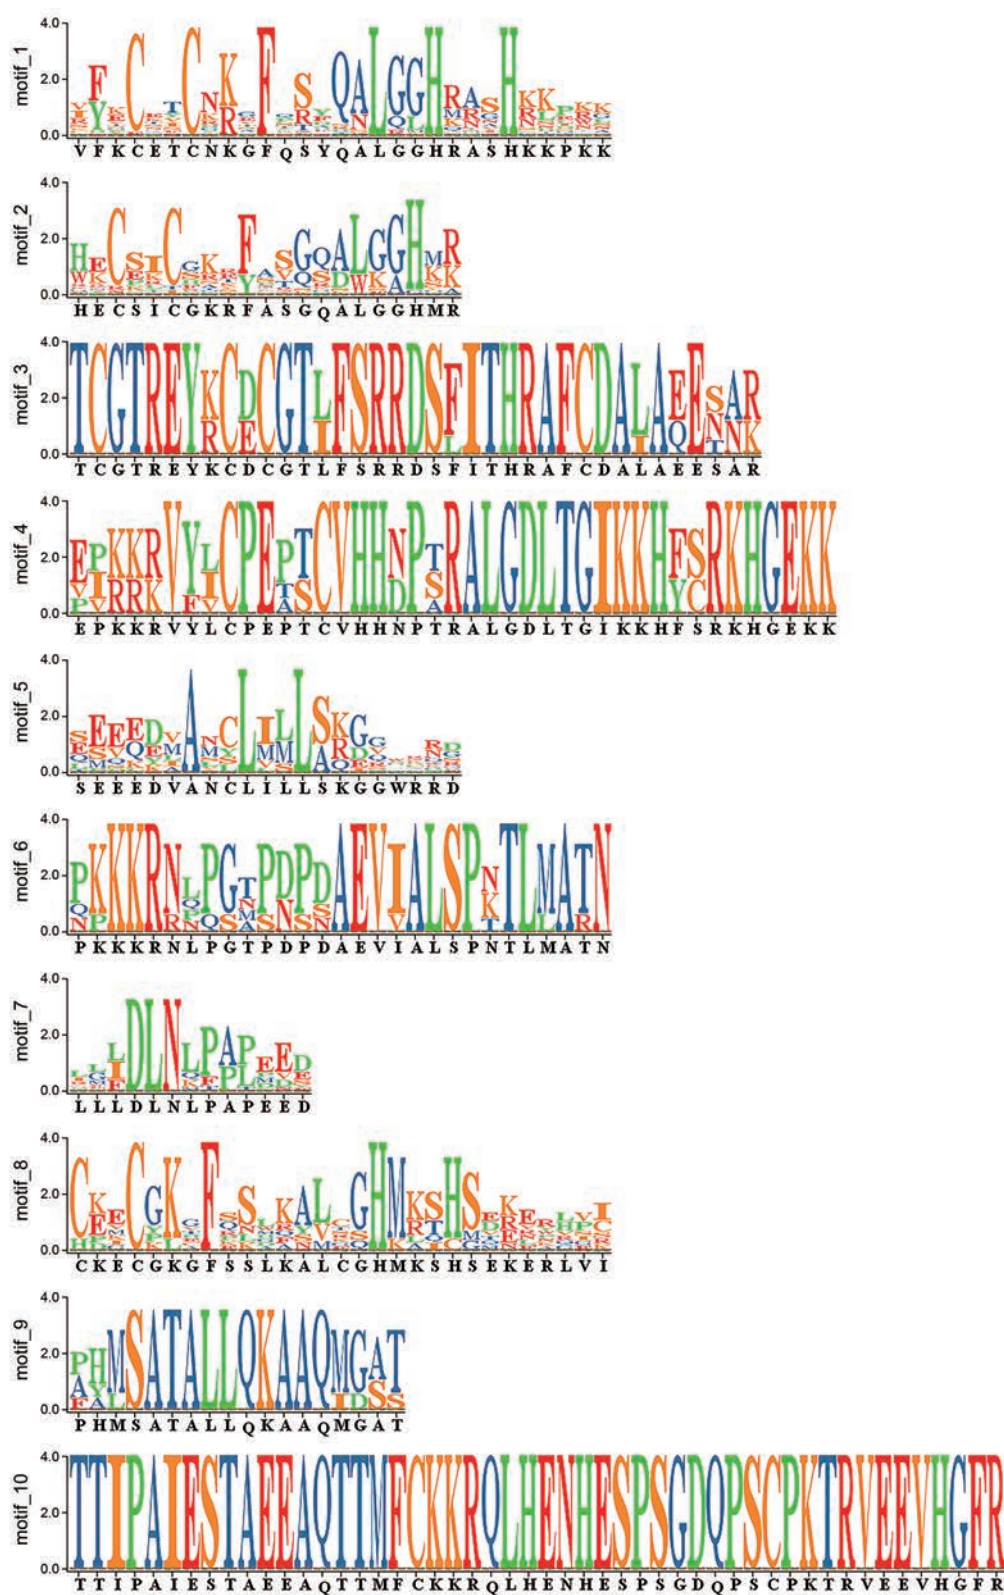 motif_1
4.0
2.0
0.0
V F K C E T C N K G F Q S Y Q A L G G H R A S H K K P K K
motif_2
4.0
2.0
0.0
H E C S I C G K R F A S G Q A L G G H M R
motif_3
4.0
2.0
0.0
T C G T R E Y K C D C G T L F S R R D S F I T H R A F C D A L A E E S A R
motif_4
4.0
2.0
0.0
E P K K R V Y L C P E P T C V H H N P T R A L G D L T G I K K H F S R K H G E K K
motif_5
4.0
2.0
0.0
S E E E D V A N C L I L L S K G G W R R D
motif_6
4.0
2.0
0.0
P K K K R N L P G T P D P D A E V I A L S P N T L M A T N
motif_7
4.0
2.0
0.0
L L L D L N L P A P E E D
motif_8
4.0
2.0
0.0
C K E C G K G F S S L K A L C G H M K S H S E K E R L V I
motif_9
4.0
2.0
0.0
P H M S A T A L L Q K A A Q M G A T
motif_10
4.0
2.0
0.0
T T I P A I E S T A E E A Q T T M F C K K R Q L H E N H E S P S G D Q P S C P K T R V E E V H G F R